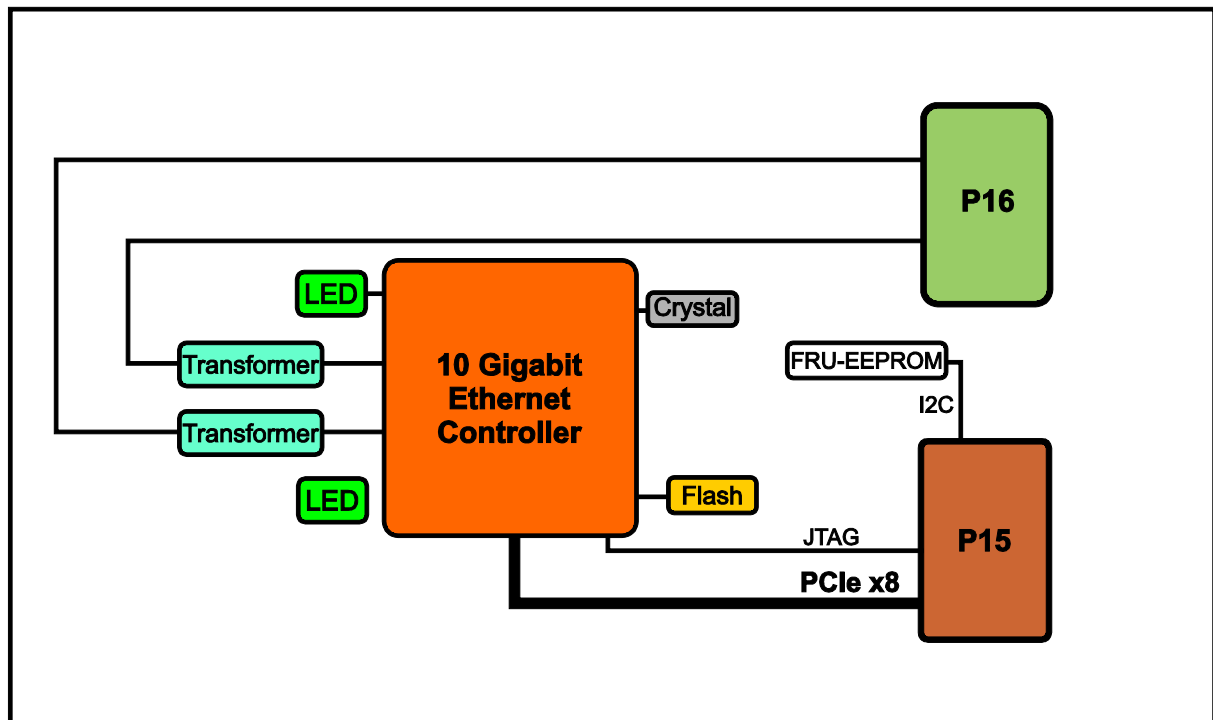 P16
LED
Crystal
Transformer
10 Gigabit
Ethernet
Controller
FRU-EEPROM
I2C
Transformer
LED
Flash
JTAG
P15
PCIe x8